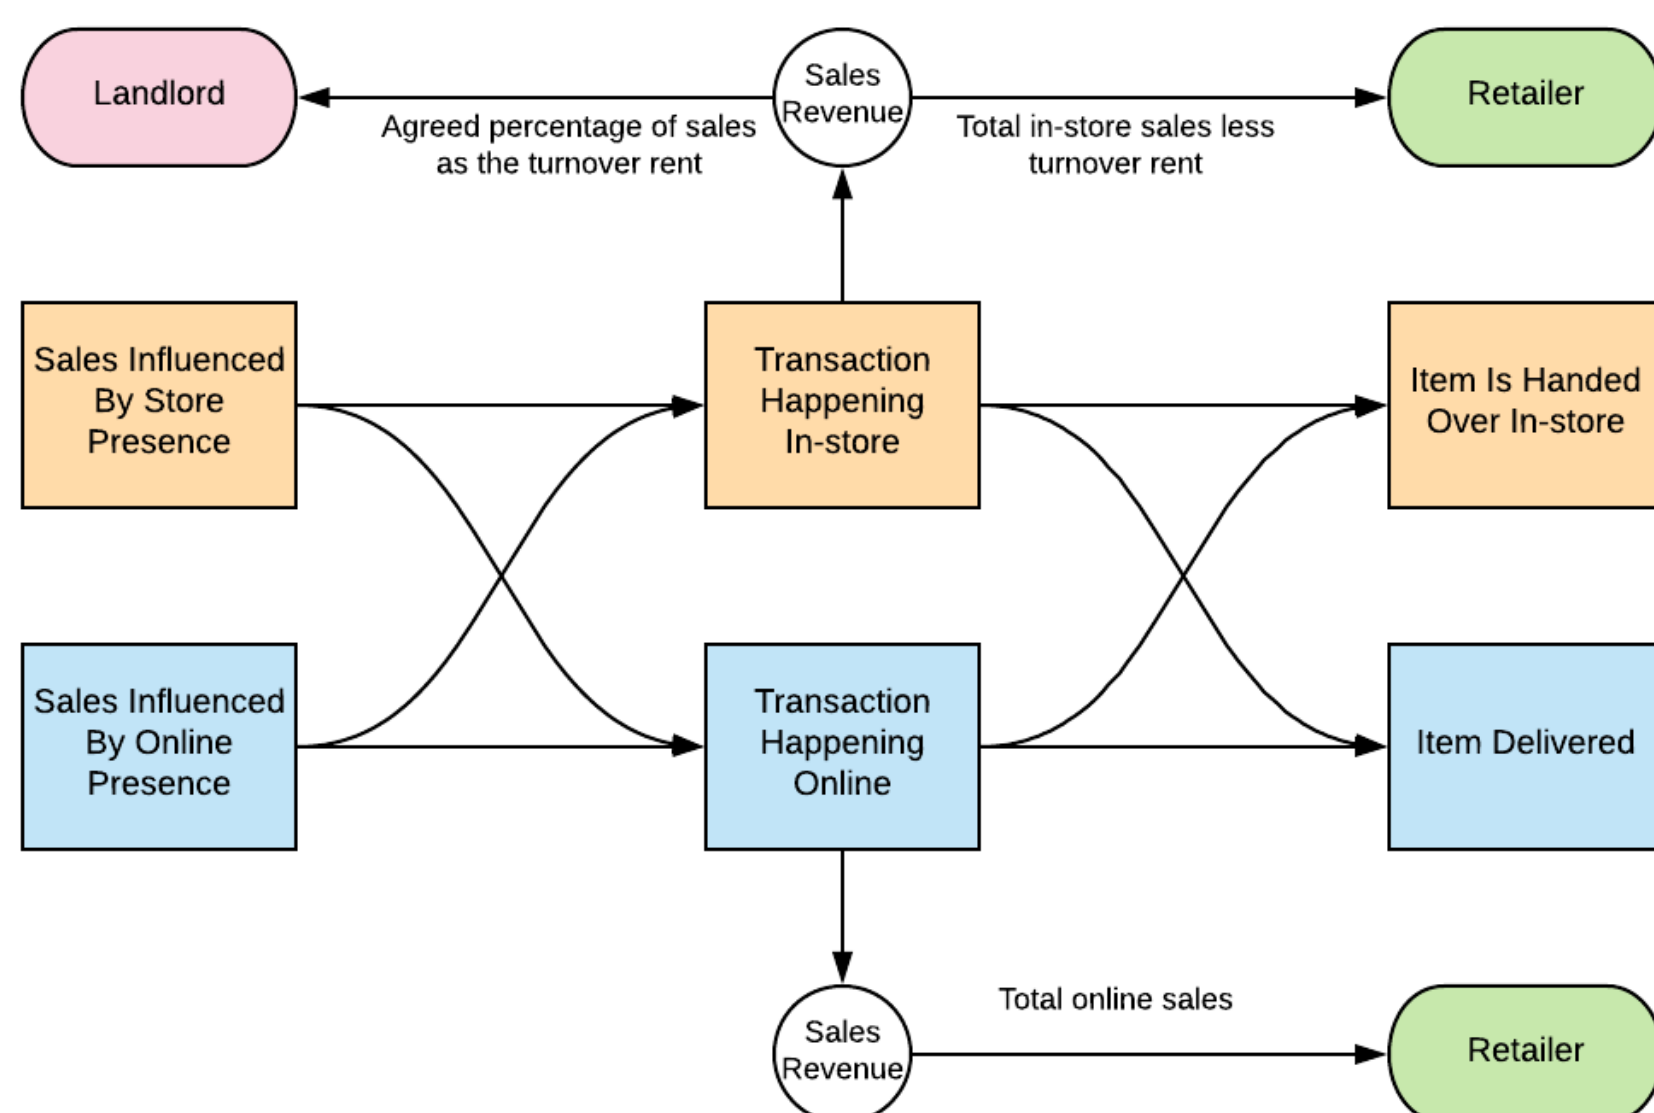 Landlord
Sales
Revenue
Retailer
Agreed percentage of sales
as the turnover rent
Total in-store sales less
turnover rent
Sales Influenced
By Store
Presence
Transaction
Happening
In-store
Item Is Handed
Over In-store
Sales Influenced
By Online
Presence
Transaction
Happening
Online
Item Delivered
Total online sales
Sales
Revenue
Retailer